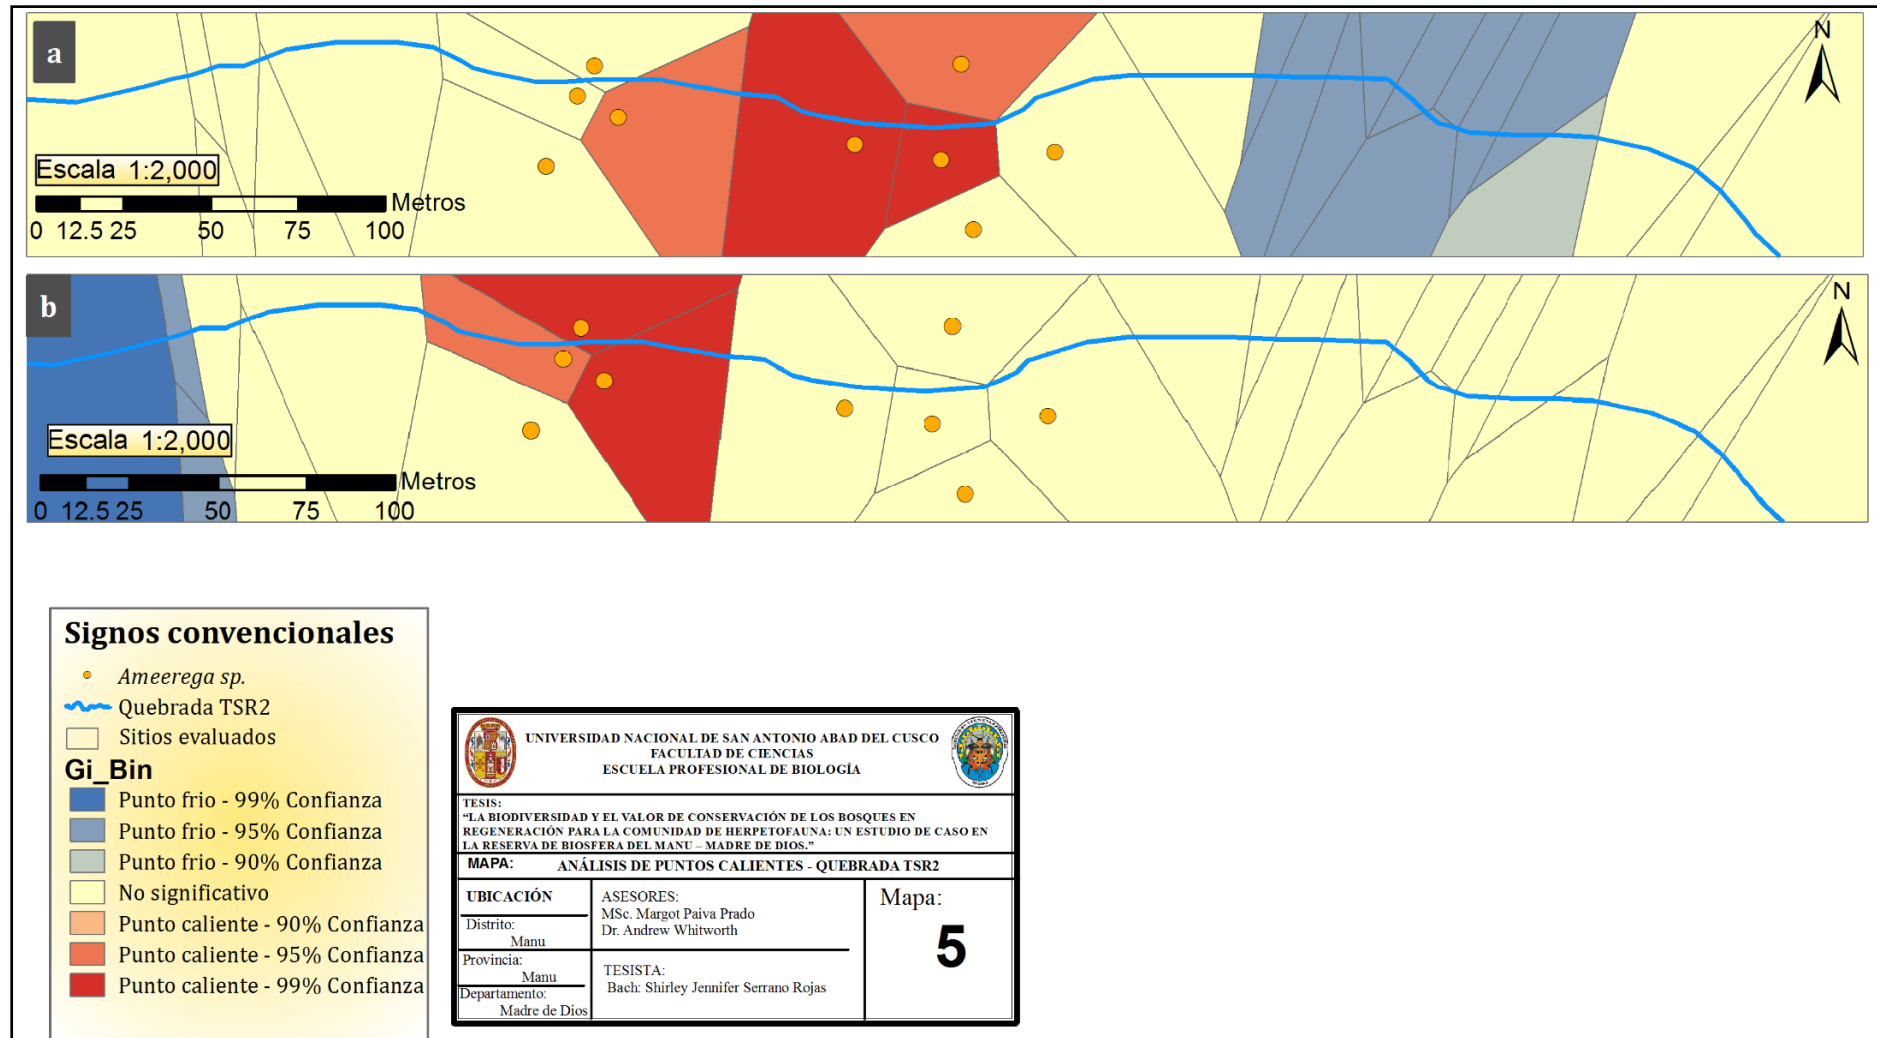 a
N
Escala 1:2,000
Metros
0 12.5 25 50 75 100
b
N
Escala 1:2,000
Metros
0 12.5 25 50 75 100
Signos convencionales
Ameerega sp.
Quebrada TSR2
Sitios evaluados
Gi_Bin
Punto frio - 99% Confianza
Punto frio - 95% Confianza
Punto frio - 90% Confianza
No significativo
Punto caliente - 90% Confianza
Punto caliente - 95% Confianza
Punto caliente - 99% Confianza
UNIVERSIDAD NACIONAL DE SAN ANTONIO ABAD DEL CUSCO
FACULTAD DE CIENCIAS
ESCUELA PROFESIONAL DE BIOLOGÍA
TESIS:
“LA BIODIVERSIDAD Y EL VALOR DE CONSERVACIÓN DE LOS BOSQUES EN
REGENERACIÓN PARA LA COMUNIDAD DE HERPETOFAUNA: UN ESTUDIO DE CASO EN
LA RESERVA DE BIOSFERA DEL MANU – MADRE DE DIOS.”
MAPA: ANÁLISIS DE PUNTOS CALIENTES - QUEBRADA TSR2
UBICACIÓN
Distrito:
Manu
Provincia:
Manu
Departamento:
Madre de Dios
ASESORES:
MSc. Margot Paiva Prado
Dr. Andrew Whitworth
TESISTA:
Bach: Shirley Jennifer Serrano Rojas
Mapa:
5